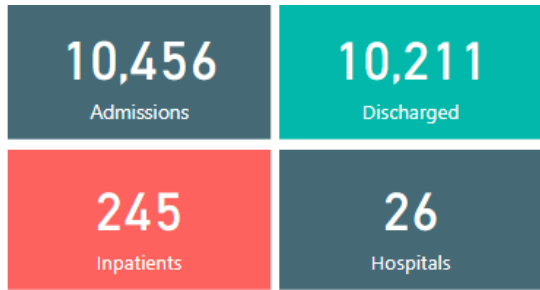 10,456
Admissions
10,211
Discharged
245
Inpatients
26
Hospitals